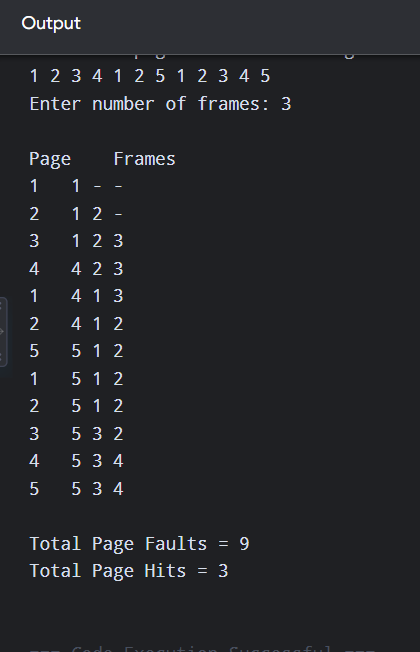 Output
1 2 3 4 1 2 5 1 2 3 4 5
Enter number of frames: 3
Page    Frames
1   1 - -
2   1 2 -
3   1 2 3
4   4 2 3
1   4 1 3
2   4 1 2
5   5 1 2
1   5 1 2
2   5 1 2
3   5 3 2
4   5 3 4
5   5 3 4
Total Page Faults = 9
Total Page Hits = 3
=== Code Execution Successful ===